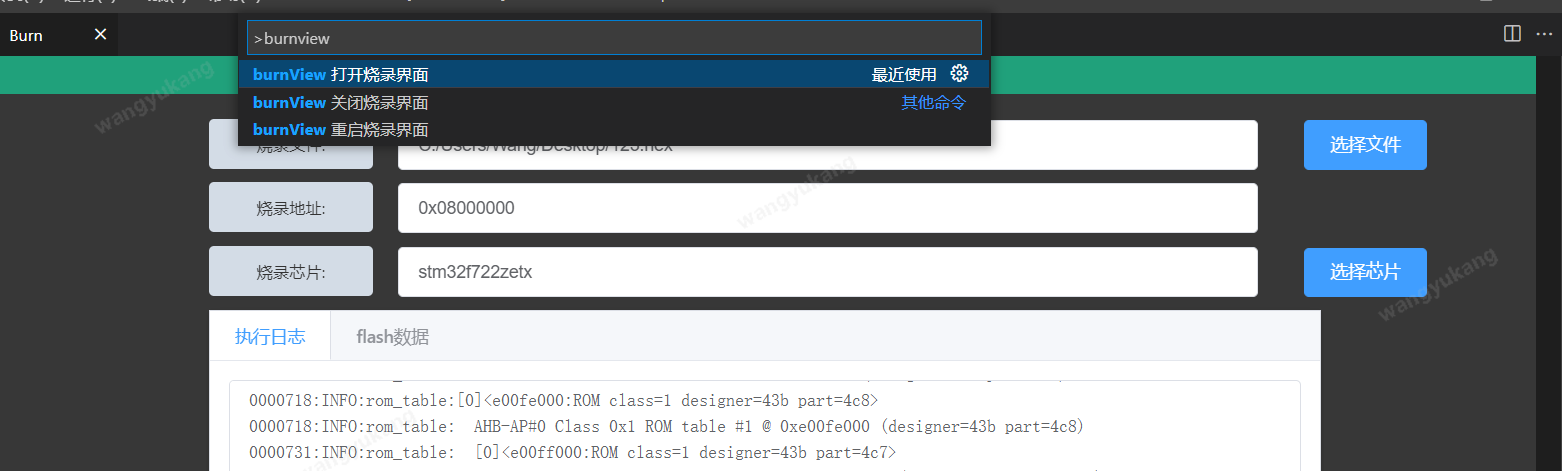 Burn
>burnview
burnView 打开烧录界面 最近使用
burnView 关闭烧录界面 其他命令
burnView 重启烧录界面
烧录文件: C:/Users/Wang/Desktop/123.hex 选择文件
烧录地址: 0x08000000
烧录芯片: stm32f722zetx 选择芯片
执行日志 flash数据
0000718:INFO:rom_table:[0]<e00fe000:ROM class=1 designer=43b part=4c8>
0000718:INFO:rom_table: AHB-AP#0 Class 0x1 ROM table #1 @ 0xe00fe000 (designer=43b part=4c8)
0000731:INFO:rom_table: [0]<e00ff000:ROM class=1 designer=43b part=4c7>
wangyukang
wangyukang
wangyukang
wangyukang